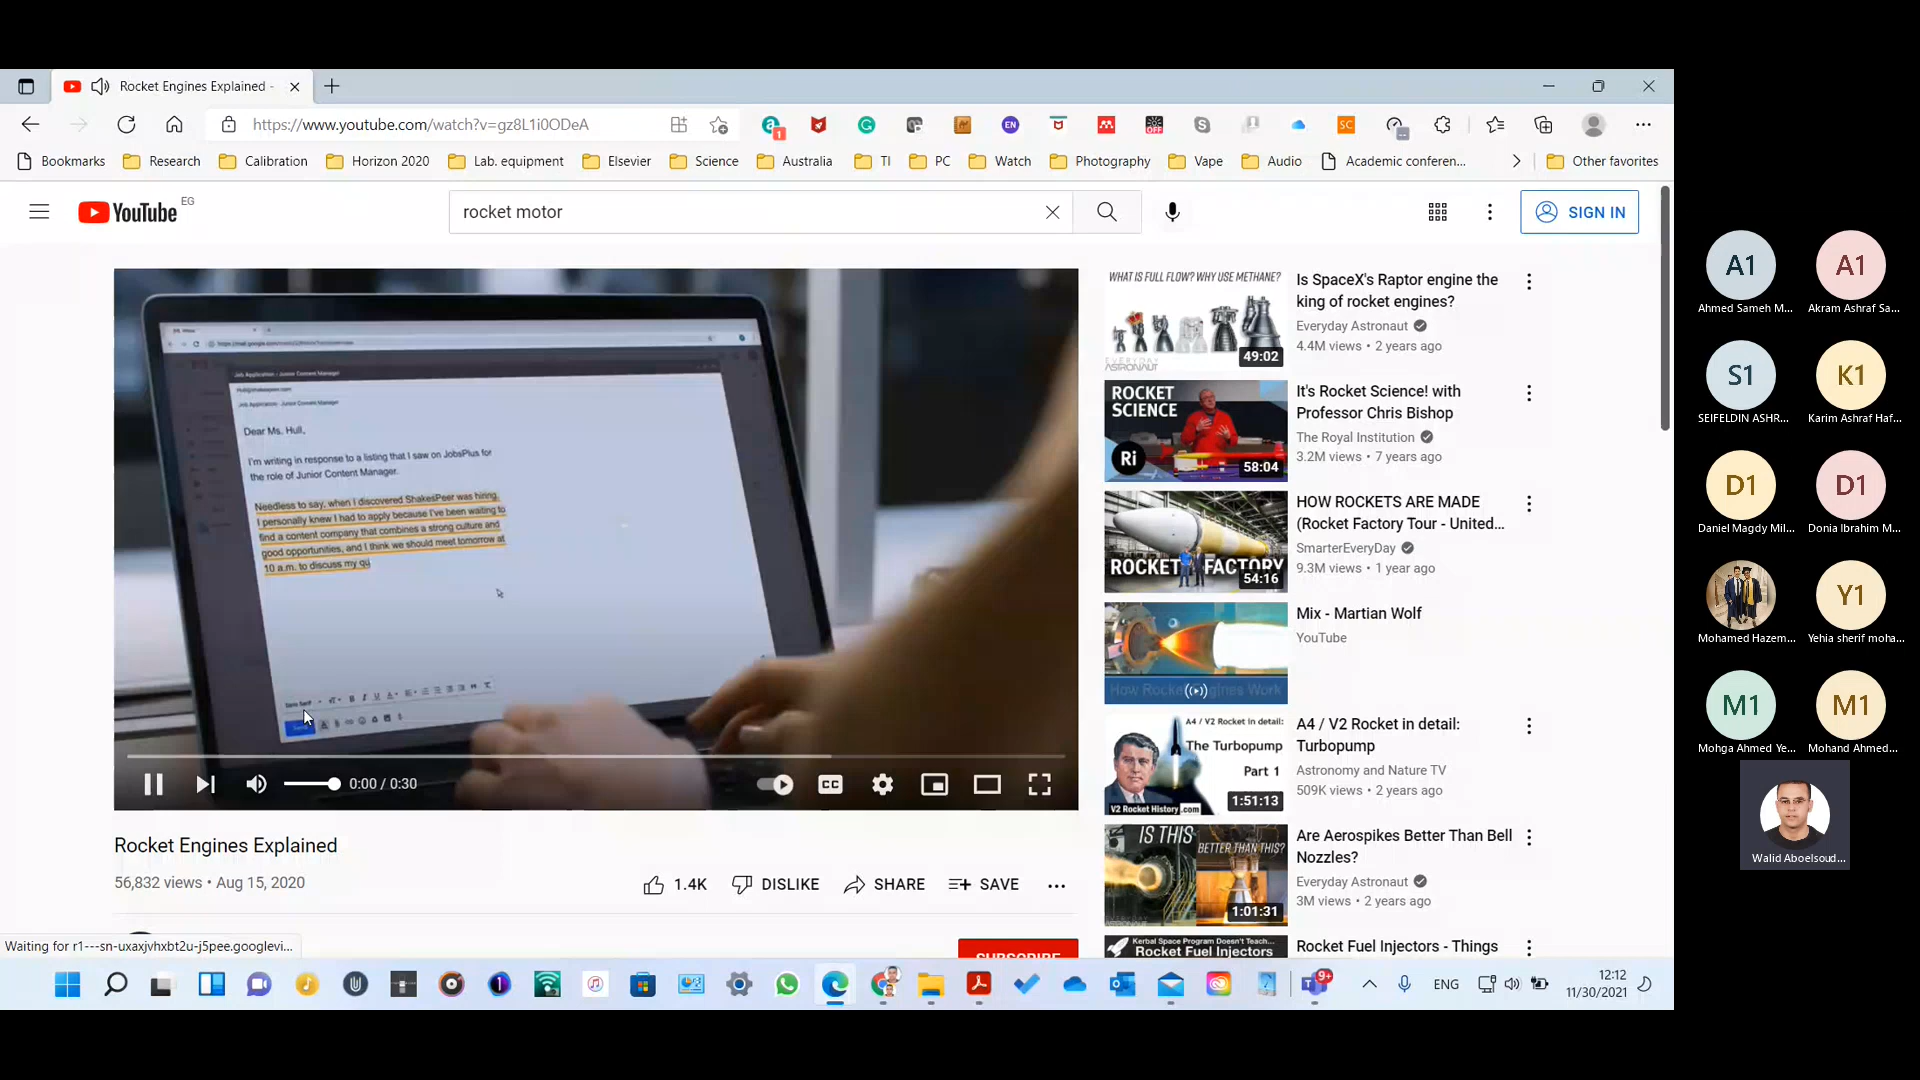 Rocket Engines Explained -
https://www.youtube.com/watch?v=gz8L1i0ODeA
Bookmarks Research Calibration Horizon 2020 Lab. equipment Elsevier Science Australia TI PC Watch Photography Vape Audio Academic conferen... Other favorites
YouTube EG
rocket motor
SIGN IN
Job Application - Junior Content Manager
Job Application - Junior Content Manager
Dear Ms. Hull,
I'm writing in response to a listing that I saw on JobsPlus for
the role of Junior Content Manager.
Needless to say, when I discovered ShakesPeer was hiring,
I personally knew I had to apply because I've been waiting to
find a content company that combines a strong culture and
good opportunities, and I think we should meet tomorrow at
10 a.m. to discuss my qu
0:00 / 0:30
CC
Rocket Engines Explained
56,832 views • Aug 15, 2020
1.4K DISLIKE SHARE SAVE
SUBSCRIBE
Waiting for r1---sn-uxaxjvhxbt2u-j5pee.googlevi...
WHAT IS FULL FLOW? WHY USE METHANE?
EVERYDAY
ASTRONAUT
49:02
Is SpaceX's Raptor engine the
king of rocket engines?
Everyday Astronaut
4.4M views • 2 years ago
ROCKET
SCIENCE
Ri
58:04
It's Rocket Science! with
Professor Chris Bishop
The Royal Institution
3.2M views • 7 years ago
ROCKET FACTORY
54:16
HOW ROCKETS ARE MADE
(Rocket Factory Tour - United...
SmarterEveryDay
9.3M views • 1 year ago
Mix - Martian Wolf
YouTube
A4 / V2 Rocket in detail:
The Turbopump
Part 1
V2 Rocket History .com
1:51:13
A4 / V2 Rocket in detail:
Turbopump
Astronomy and Nature TV
509K views • 2 years ago
IS THIS
BETTER THAN THIS?
1:01:31
Are Aerospikes Better Than Bell
Nozzles?
Everyday Astronaut
3M views • 2 years ago
Kerbal Space Program Doesn't Teach...
Rocket Fuel Injectors
Rocket Fuel Injectors - Things
ENG
12:12
11/30/2021
A1 A1
Ahmed Sameh M... Akram Ashraf Sa...
S1 K1
SEIFELDIN ASHR... Karim Ashraf Haf...
D1 D1
Daniel Magdy Mil... Donia Ibrahim M...
Y1
Mohamed Hazem... Yehia sherif moha...
M1 M1
Mohga Ahmed Ye... Mohand Ahmed...
Walid Aboelsoud...